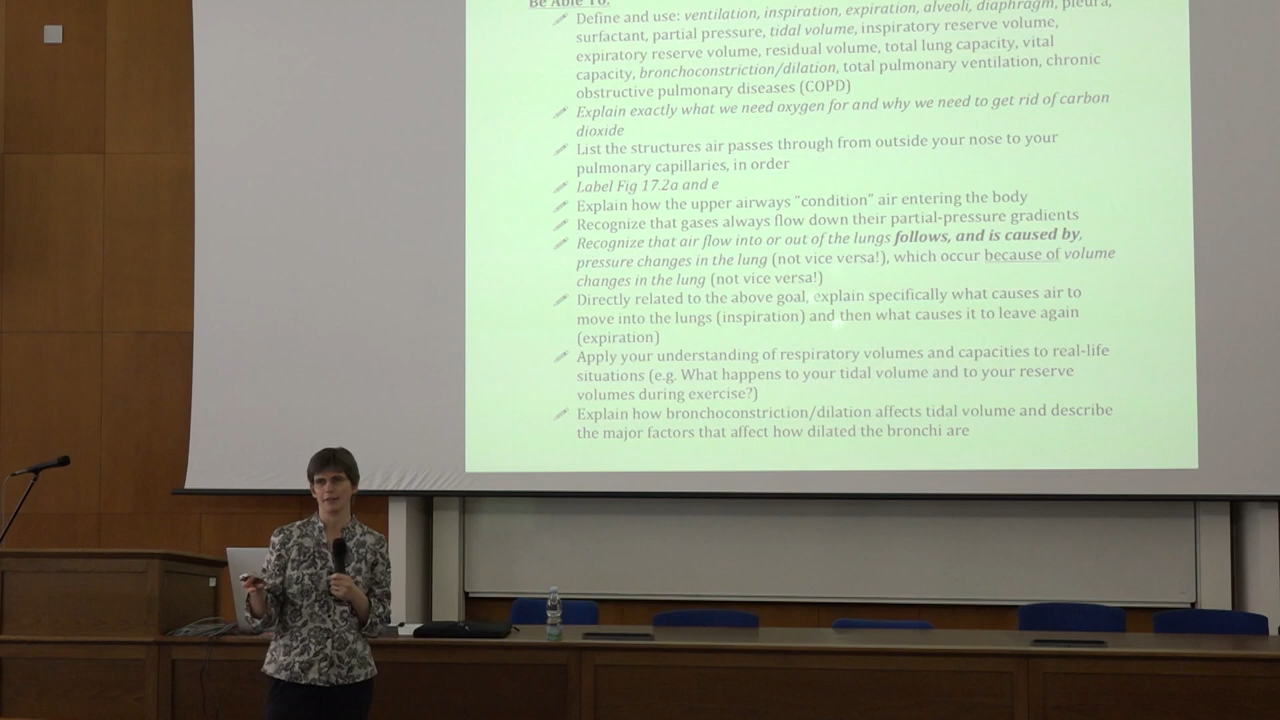 Be Able To:
Define and use: ventilation, inspiration, expiration, alveoli, diaphragm, pleura,
surfactant, partial pressure, tidal volume, inspiratory reserve volume,
expiratory reserve volume, residual volume, total lung capacity, vital
capacity, bronchoconstriction/dilation, total pulmonary ventilation, chronic
obstructive pulmonary diseases (COPD)
Explain exactly what we need oxygen for and why we need to get rid of carbon
dioxide
List the structures air passes through from outside your nose to your
pulmonary capillaries, in order
Label Fig 17.2a and e
Explain how the upper airways "condition" air entering the body
Recognize that gases always flow down their partial-pressure gradients
Recognize that air flow into or out of the lungs follows, and is caused by,
pressure changes in the lung (not vice versa!), which occur because of volume
changes in the lung (not vice versa!)
Directly related to the above goal, explain specifically what causes air to
move into the lungs (inspiration) and then what causes it to leave again
(expiration)
Apply your understanding of respiratory volumes and capacities to real-life
situations (e.g. What happens to your tidal volume and to your reserve
volumes during exercise?)
Explain how bronchoconstriction/dilation affects tidal volume and describe
the major factors that affect how dilated the bronchi are